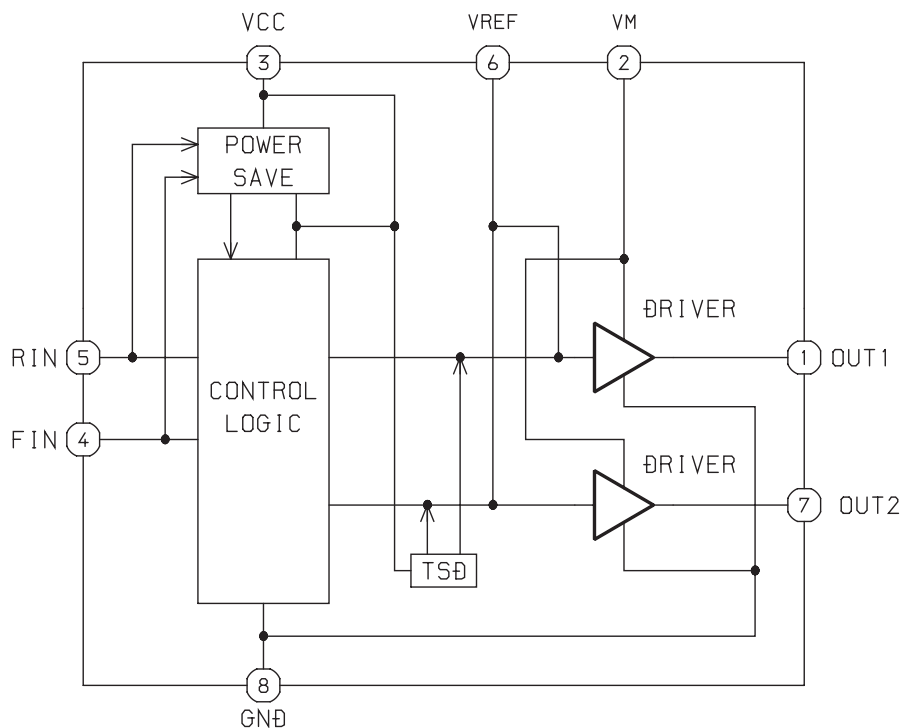 VCC
VREF
VM
3
6
2
POWER
SAVE
DRIVER
RIN
5
CONTROL
LOGIC
1
OUT1
FIN
4
DRIVER
7
OUT2
TSD
8
GND